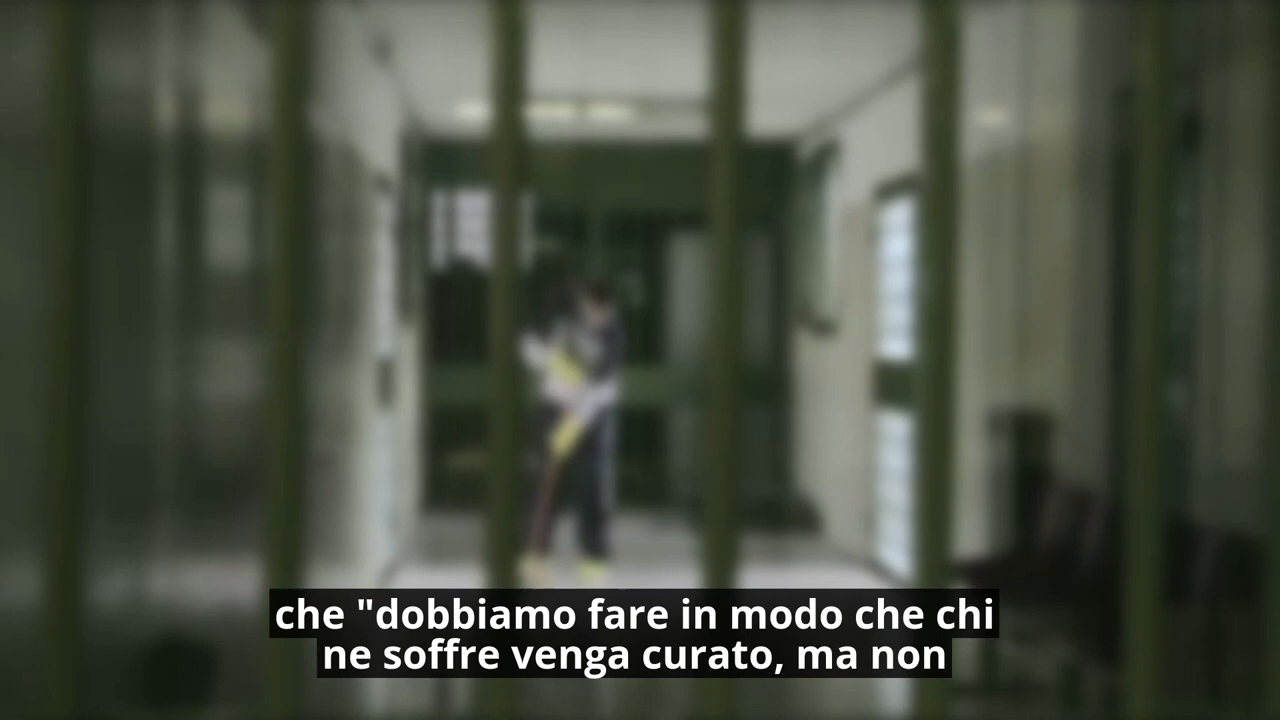 che "dobbiamo fare in modo che chi
ne soffre venga curato, ma non